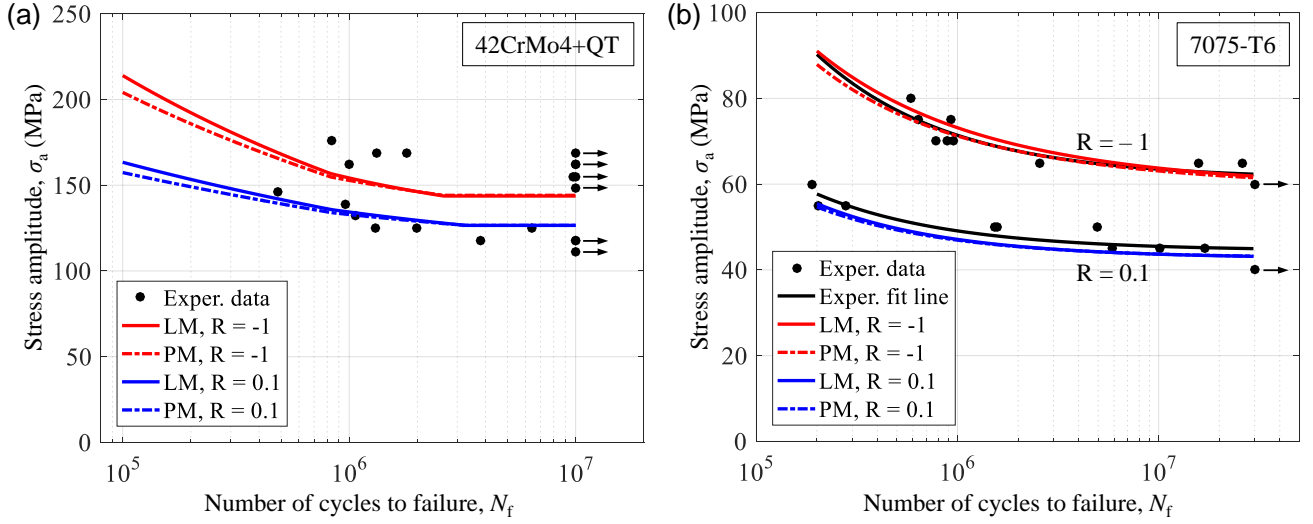 (a)
250
200
150
100
50
0
Stress amplitude, σa (MPa)
42CrMo4+QT
Exper. data
LM, R = -1
PM, R = -1
LM, R = 0.1
PM, R = 0.1
10^5
10^6
10^7
Number of cycles to failure, Nf
(b)
100
80
60
40
20
0
Stress amplitude, σa (MPa)
7075-T6
R = – 1
R = 0.1
Exper. data
Exper. fit line
LM, R = -1
PM, R = -1
LM, R = 0.1
PM, R = 0.1
10^5
10^6
10^7
Number of cycles to failure, Nf